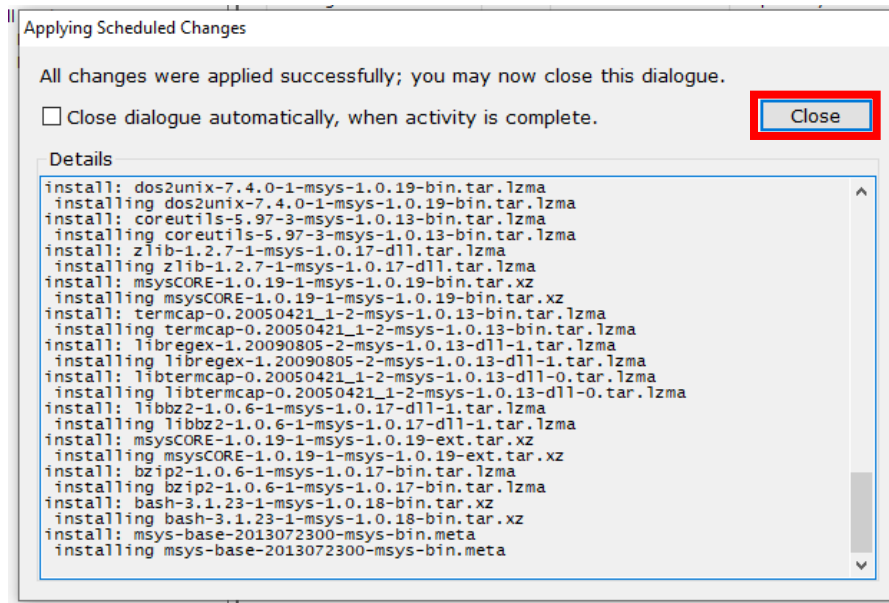 Applying Scheduled Changes
All changes were applied successfully; you may now close this dialogue.
Close dialogue automatically, when activity is complete.
Close
Details
install: dos2unix-7.4.0-1-msys-1.0.19-bin.tar.lzma
installing dos2unix-7.4.0-1-msys-1.0.19-bin.tar.lzma
install: coreutils-5.97-3-msys-1.0.13-bin.tar.lzma
installing coreutils-5.97-3-msys-1.0.13-bin.tar.lzma
install: zlib-1.2.7-1-msys-1.0.17-dll.tar.lzma
installing zlib-1.2.7-1-msys-1.0.17-dll.tar.lzma
install: msysCORE-1.0.19-1-msys-1.0.19-bin.tar.xz
installing msysCORE-1.0.19-1-msys-1.0.19-bin.tar.xz
install: termcap-0.20050421_1-2-msys-1.0.13-bin.tar.lzma
installing termcap-0.20050421_1-2-msys-1.0.13-bin.tar.lzma
install: libregex-1.20090805-2-msys-1.0.13-dll-1.tar.lzma
installing libregex-1.20090805-2-msys-1.0.13-dll-1.tar.lzma
install: libtermcap-0.20050421_1-2-msys-1.0.13-dll-0.tar.lzma
installing libtermcap-0.20050421_1-2-msys-1.0.13-dll-0.tar.lzma
install: libbz2-1.0.6-1-msys-1.0.17-dll-1.tar.lzma
installing libbz2-1.0.6-1-msys-1.0.17-dll-1.tar.lzma
install: msysCORE-1.0.19-1-msys-1.0.19-ext.tar.xz
installing msysCORE-1.0.19-1-msys-1.0.19-ext.tar.xz
install: bzip2-1.0.6-1-msys-1.0.17-bin.tar.lzma
installing bzip2-1.0.6-1-msys-1.0.17-bin.tar.lzma
install: bash-3.1.23-1-msys-1.0.18-bin.tar.xz
installing bash-3.1.23-1-msys-1.0.18-bin.tar.xz
install: msys-base-2013072300-msys-bin.meta
installing msys-base-2013072300-msys-bin.meta